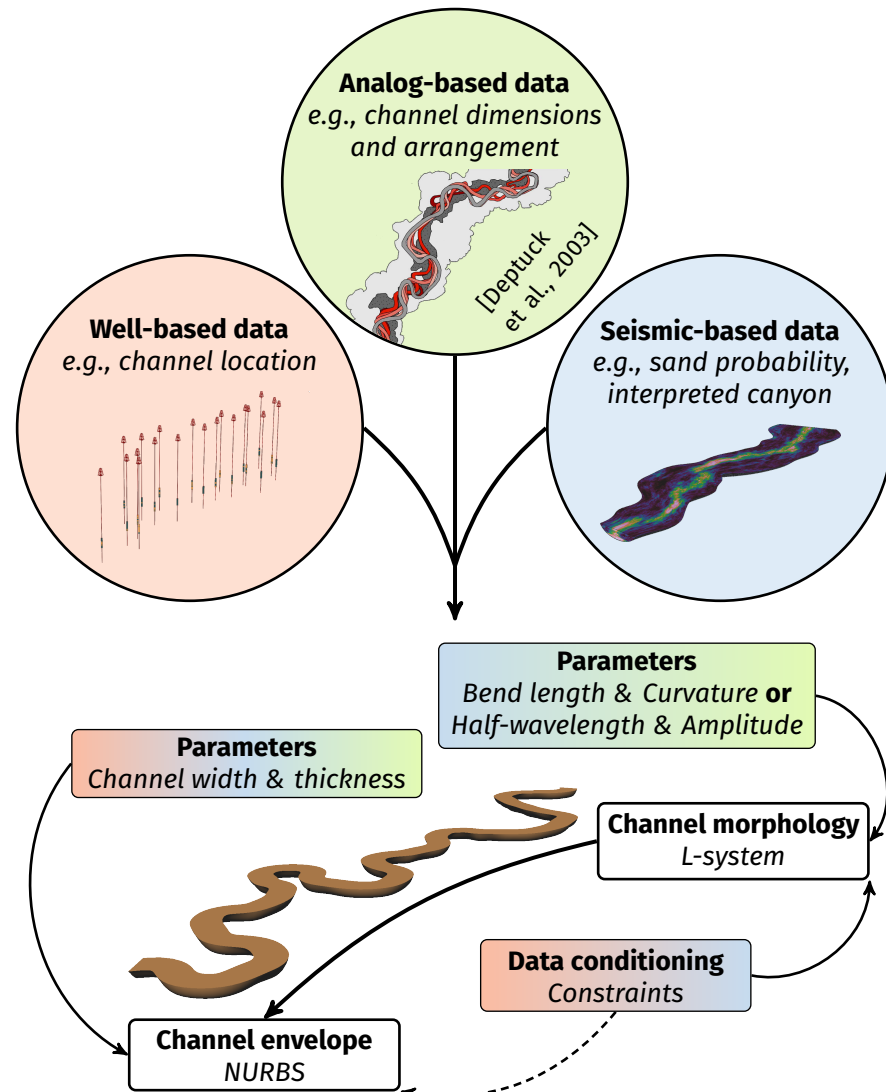 Analog-based data
e.g., channel dimensions
and arrangement
[Deptuck
et al., 2003]
Well-based data
e.g., channel location
Seismic-based data
e.g., sand probability,
interpreted canyon
Parameters
Bend length & Curvature or
Half-wavelength & Amplitude
Parameters
Channel width & thickness
Channel morphology
L-system
Data conditioning
Constraints
Channel envelope
NURBS